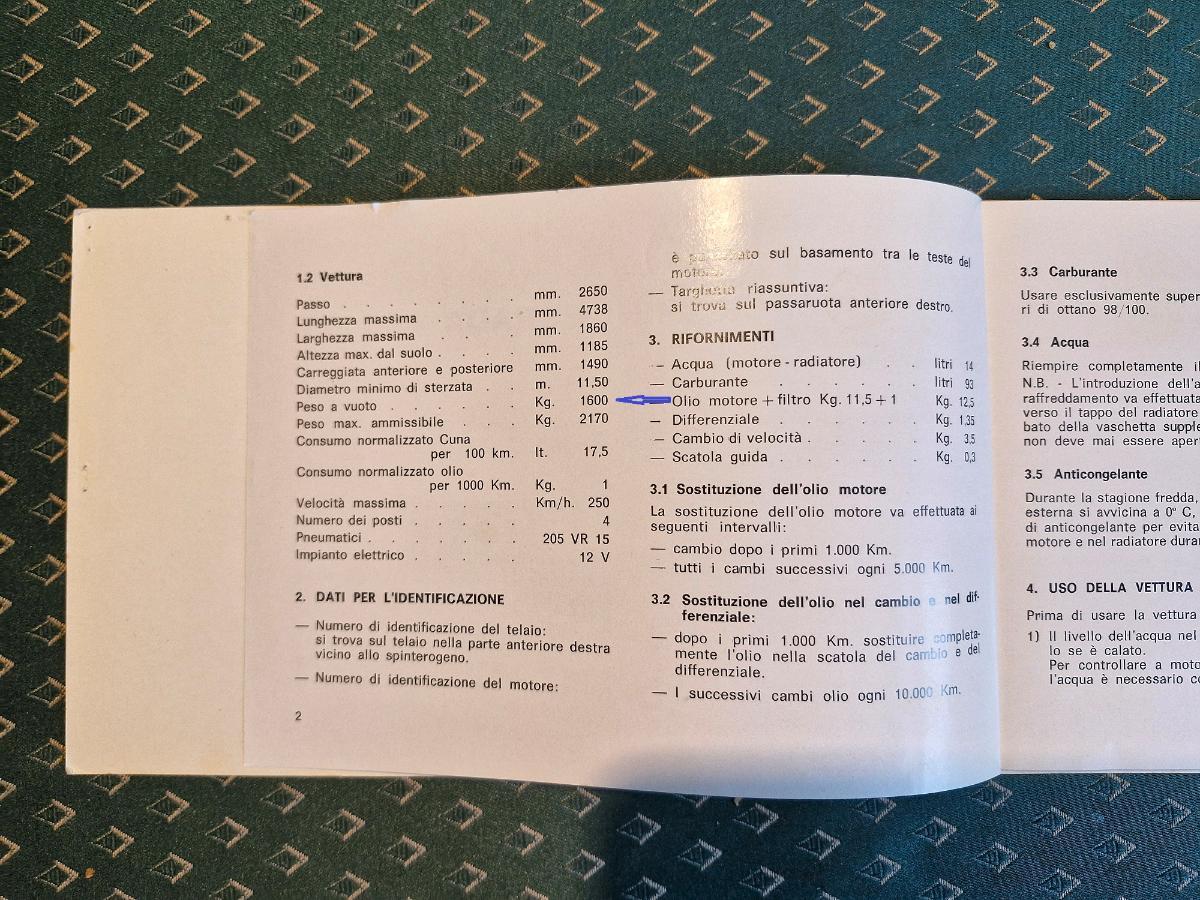 1.2 Vettura
Passo . . . . . . . . . mm. 2650
Lunghezza massima . . . . mm. 4738
Larghezza massima . . . mm. 1860
Altezza max. dal suolo . . . . mm. 1185
Carreggiata anteriore e posteriore mm. 1490
Diametro minimo di sterzata . . m. 11,50
Peso a vuoto . . . . . . Kg. 1600
Peso max. ammissibile . . . Kg. 2170
Consumo normalizzato Cuna
per 100 km. lt. 17,5
Consumo normalizzato olio
per 1000 Km. Kg. 1
Velocità massima . . . . . Km/h. 250
Numero dei posti . . . . . 4
Pneumatici . . . . . . . 205 VR 15
Impianto elettrico . . . . . 12 V
2. DATI PER L'IDENTIFICAZIONE
— Numero di identificazione del telaio:
si trova sul telaio nella parte anteriore destra
vicino allo spinterogeno.
— Numero di identificazione del motore:
2
è sul basamento tra le teste del
— Targhetta riassuntiva:
si trova sul passaruota anteriore destro.
3. RIFORNIMENTI
— Acqua (motore - radiatore) . . litri 14
— Carburante . . . . . . litri 93
— Olio motore + filtro Kg. 11,5 + 1 Kg. 12,5
— Differenziale . . . . . . Kg. 1,35
— Cambio di velocità . . . . . Kg. 3,5
— Scatola guida . . . . . . Kg. 0,3
3.1 Sostituzione dell'olio motore
La sostituzione dell'olio motore va effettuata ai
seguenti intervalli:
— cambio dopo i primi 1.000 Km.
— tutti i cambi successivi ogni 5.000 Km.
3.2 Sostituzione dell'olio nel cambio e nel dif-
ferenziale:
— dopo i primi 1.000 Km. sostituire completa-
mente l'olio nella scatola del cambio e del
differenziale.
— I successivi cambi olio ogni 10.000 Km.
3.3 Carburante
Usare esclusivamente super
ri di ottano 98/100.
3.4 Acqua
Riempire completamente il
N.B. - L'introduzione dell'a
raffreddamento va effettuata
verso il tappo del radiatore
bato della vaschetta supple
non deve mai essere aper
3.5 Anticongelante
Durante la stagione fredda,
esterna si avvicina a 0° C,
di anticongelante per evita
motore e nel radiatore dura
4. USO DELLA VETTURA
Prima di usare la vettura
1) Il livello dell'acqua nel
lo se è calato.
Per controllare a moto
l'acqua è necessario co